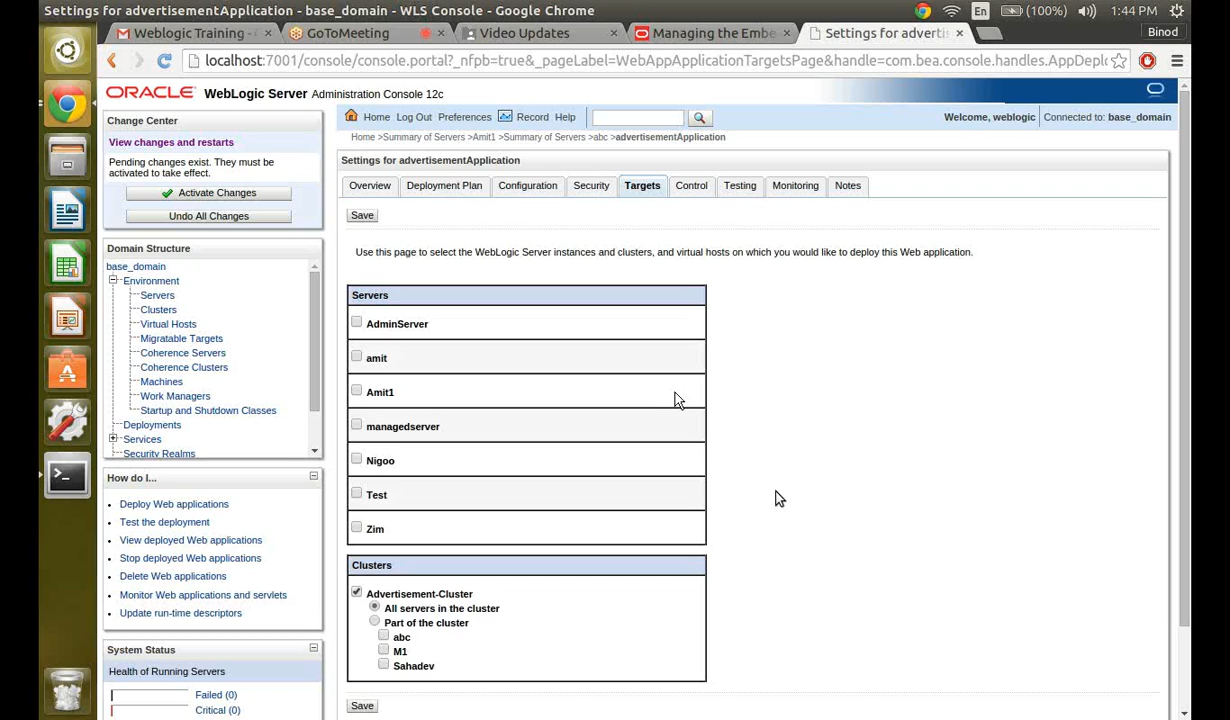 Settings for advertisementApplication - base_domain - WLS Console - Google Chrome
En
(100%)
1:44 PM
Weblogic Training -
GoToMeeting
Video Updates
Managing the Embe
Settings for adverti
Binod
localhost:7001/console/console.portal?_nfpb=true&_pageLabel=WebAppApplicationTargetsPage&handle=com.bea.console.handles.AppDepl
ORACLE WebLogic Server Administration Console 12c
Change Center
View changes and restarts
Pending changes exist. They must be
activated to take effect.
Activate Changes
Undo All Changes
Domain Structure
base_domain
Environment
Servers
Clusters
Virtual Hosts
Migratable Targets
Coherence Servers
Coherence Clusters
Machines
Work Managers
Startup and Shutdown Classes
Deployments
Services
Security Realms
How do I...
Deploy Web applications
Test the deployment
View deployed Web applications
Stop deployed Web applications
Delete Web applications
Monitor Web applications and servlets
Update run-time descriptors
System Status
Health of Running Servers
Failed (0)
Critical (0)
Home Log Out Preferences Record Help
Welcome, weblogic
Connected to: base_domain
Home >Summary of Servers >Amit1 >Summary of Servers >abc >advertisementApplication
Settings for advertisementApplication
Overview Deployment Plan Configuration Security Targets Control Testing Monitoring Notes
Save
Use this page to select the WebLogic Server instances and clusters, and virtual hosts on which you would like to deploy this Web application.
Servers
AdminServer
amit
Amit1
managedserver
Nigoo
Test
Zim
Clusters
Advertisement-Cluster
All servers in the cluster
Part of the cluster
abc
M1
Sahadev
Save